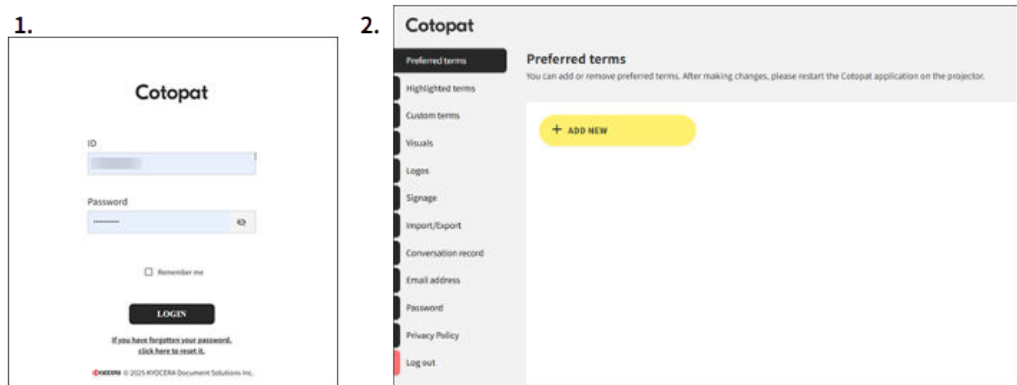 1.
Cotopat
ID
Password
Remember me
LOGIN
If you have forgotten your password,
click here to reset it.
KYOCERA © 2025 KYOCERA Document Solutions Inc.
2.
Cotopat
Preferred terms
Highlighted terms
Custom terms
Visuals
Logos
Signage
Import/Export
Conversation record
Email address
Password
Privacy Policy
Log out
Preferred terms
You can add or remove preferred terms. After making changes, please restart the Cotopat application on the projector.
+ ADD NEW